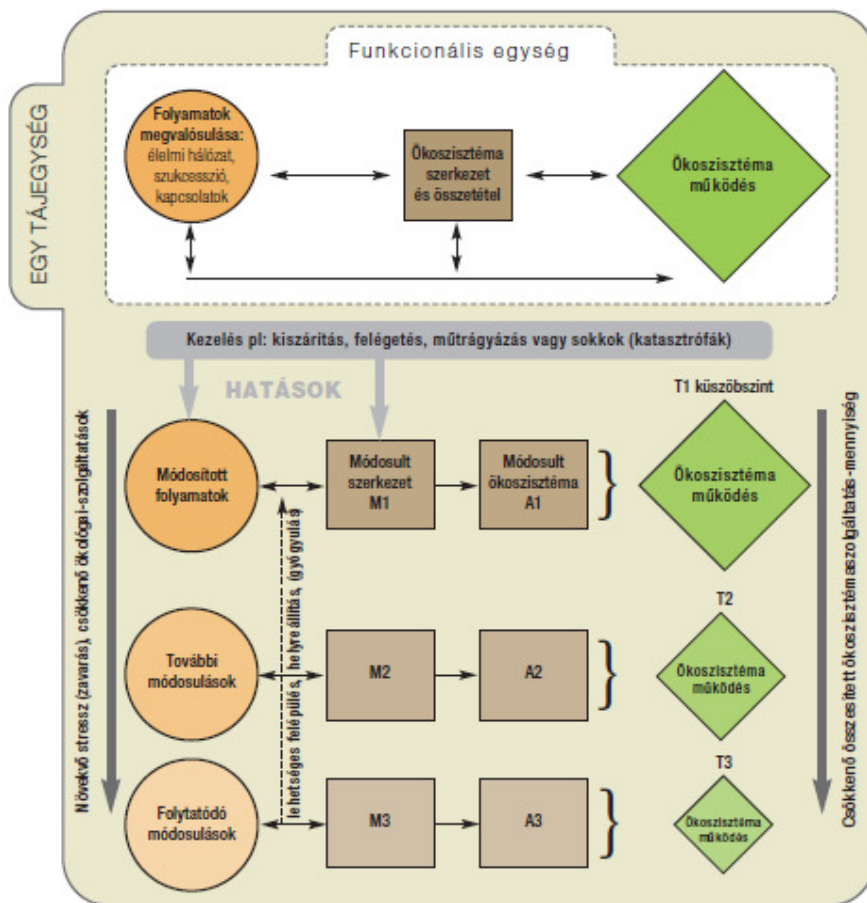 Funkcionális egység
EGY TÁJEGYSÉG
Folyamatok
megvalósulása:
élelmi hálózat,
szukcesszió,
kapcsolatok
Ökoszisztéma
szerkezet
és összetétel
Ökoszisztéma
működés
Kezelés pl: kiszárítás, felégetés, műtrágyázás vagy sokkok (katasztrófák)
HATÁSOK
T1 küszöbszint
Növekvő stressz (zavarás), csökkenő ökológai-szolgáltatások
Módosított
folyamatok
Módosult
szerkezet
M1
Módosult
ökoszisztéma
A1
}
Ökoszisztéma
működés
Csökkenő összesített ökoszisztémaszolgáltatás-mennyiség
lehetséges felépülés, helyreállítás, (gyógyulás)
T2
További
módosulások
M2
A2
}
Ökoszisztéma
működés
T3
Folytatódó
módosulások
M3
A3
}
Ökoszisztéma
működés